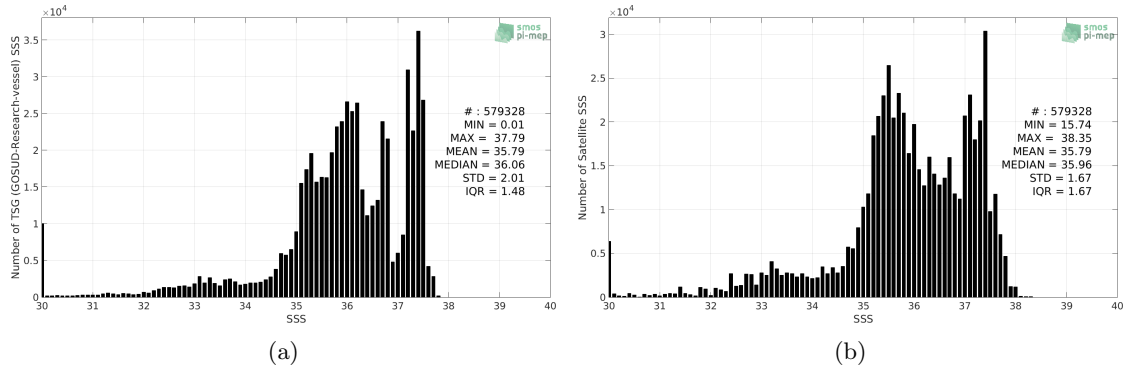 ×10⁴
3.5
3
2.5
2
1.5
1
0.5
0
30 31 32 33 34 35 36 37 38 39 40
SSS
Number of TSG (GOSUD-Research-vessel) SSS
smos
pi-mep
# : 579328
MIN = 0.01
MAX = 37.79
MEAN = 35.79
MEDIAN = 36.06
STD = 2.01
IQR = 1.48
(a)
×10⁴
3
2.5
2
1.5
1
0.5
0
30 31 32 33 34 35 36 37 38 39 40
SSS
Number of Satellite SSS
smos
pi-mep
# : 579328
MIN = 15.74
MAX = 38.35
MEAN = 35.79
MEDIAN = 35.96
STD = 1.67
IQR = 1.67
(b)